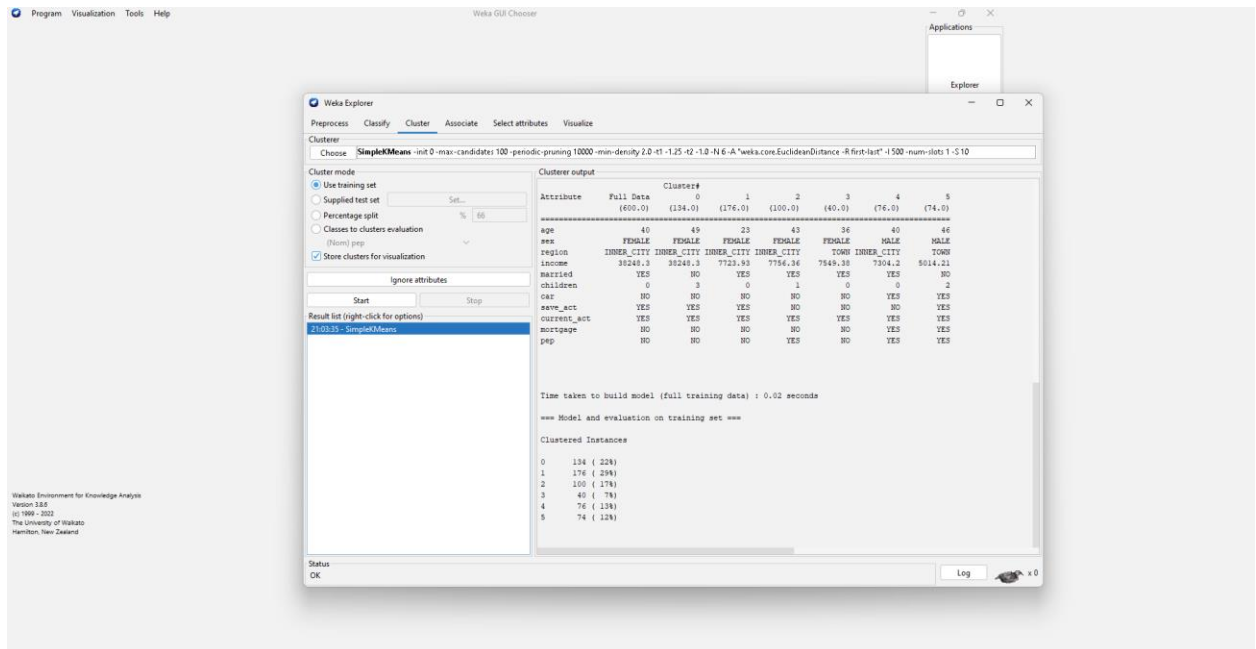 Program Visualization Tools Help Weka GUI Chooser
Applications
Explorer
Weka Explorer
Preprocess Classify Cluster Associate Select attributes Visualize
Clusterer
Choose SimpleKMeans -init 0 -max-candidates 100 -periodic-pruning 10000 -min-density 2.0 -t1 -1.25 -t2 -1.0 -N 6 -A "weka.core.EuclideanDistance -R first-last" -I 500 -num-slots 1 -S 10
Cluster mode
Use training set
Supplied test set Set...
Percentage split % 66
Classes to clusters evaluation
(Nom) pep
Store clusters for visualization
Ignore attributes
Start Stop
Result list (right-click for options)
21:03:35 - SimpleKMeans
Clusterer output
Cluster#
Attribute Full Data 0 1 2 3 4 5
(600.0) (134.0) (176.0) (100.0) (40.0) (76.0) (74.0)
==========================================================================================
age 40 49 23 43 36 40 46
sex FEMALE FEMALE FEMALE FEMALE FEMALE MALE MALE
region INNER_CITY INNER_CITY INNER_CITY INNER_CITY TOWN INNER_CITY TOWN
income 38248.3 38248.3 7723.93 7756.36 7549.38 7304.2 5014.21
married YES NO YES YES YES YES NO
children 0 3 0 1 0 0 2
car NO NO NO NO NO YES YES
save_act YES YES YES NO NO NO YES
current_act YES YES YES YES YES YES YES
mortgage NO NO NO NO NO YES YES
pep NO NO NO YES NO YES YES
Time taken to build model (full training data) : 0.02 seconds
=== Model and evaluation on training set ===
Clustered Instances
0 134 ( 22%)
1 176 ( 29%)
2 100 ( 17%)
3 40 ( 7%)
4 76 ( 13%)
5 74 ( 12%)
Status
OK
Log x 0
Waikato Environment for Knowledge Analysis
Version 3.8.6
(c) 1999 - 2022
The University of Waikato
Hamilton, New Zealand